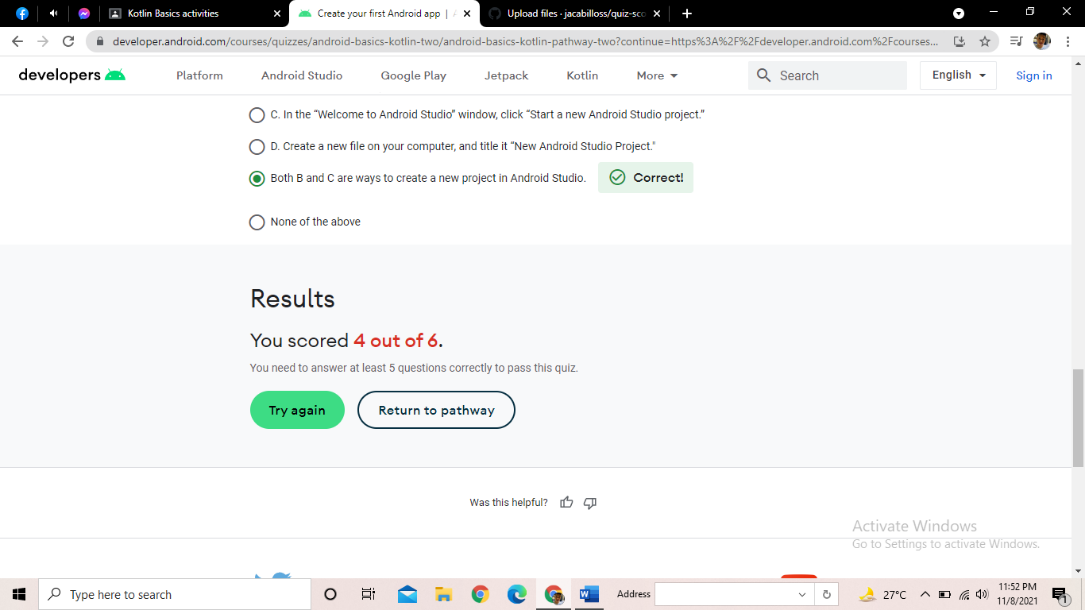 Kotlin Basics activities
Create your first Android app
Upload files · jacabilloss/quiz-sco
developer.android.com/courses/quizzes/android-basics-kotlin-two/android-basics-kotlin-pathway-two?continue=https%3A%2F%2Fdeveloper.android.com%2Fcourses...
developers
Platform
Android Studio
Google Play
Jetpack
Kotlin
More
Search
English
Sign in
C. In the “Welcome to Android Studio” window, click “Start a new Android Studio project.”
D. Create a new file on your computer, and title it “New Android Studio Project.'
Both B and C are ways to create a new project in Android Studio.
Correct!
None of the above
Results
You scored 4 out of 6.
You need to answer at least 5 questions correctly to pass this quiz.
Try again
Return to pathway
Was this helpful?
Activate Windows
Go to Settings to activate Windows.
Type here to search
Address
27°C
11:52 PM
11/8/2021
1